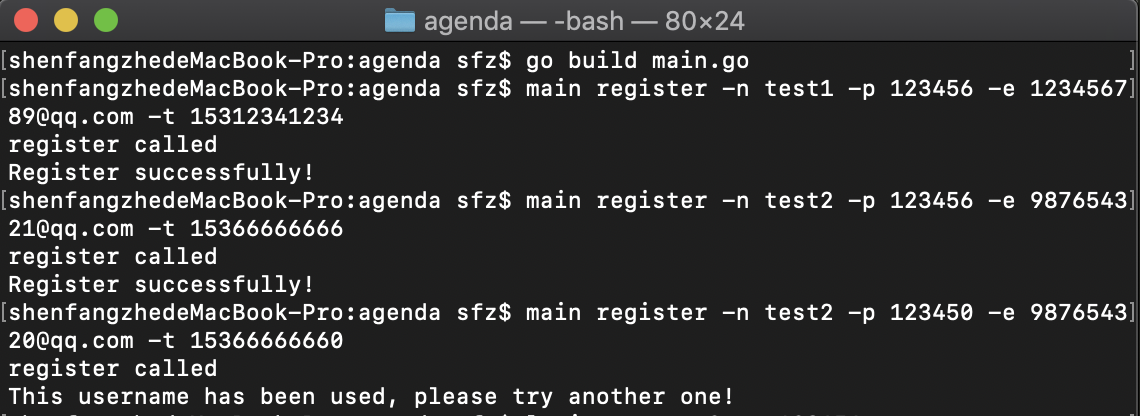 agenda — -bash — 80×24
[shenfangzhedeMacBook-Pro:agenda sfz$ go build main.go ]
[shenfangzhedeMacBook-Pro:agenda sfz$ main register -n test1 -p 123456 -e 1234567]
89@qq.com -t 15312341234
register called
Register successfully!
[shenfangzhedeMacBook-Pro:agenda sfz$ main register -n test2 -p 123456 -e 9876543]
21@qq.com -t 15366666666
register called
Register successfully!
[shenfangzhedeMacBook-Pro:agenda sfz$ main register -n test2 -p 123450 -e 9876543]
20@qq.com -t 15366666660
register called
This username has been used, please try another one!